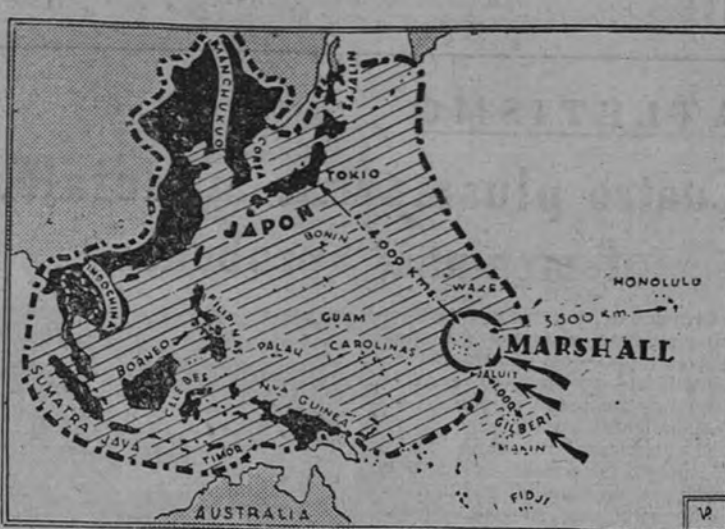 MANCHUKUO
SAJALIN
COREA
TOKIO
JAPON
BONIN
4.000 Kms.
WAKE
HONOLULU
3.500 Km.
INDOCHINA
FILIPINAS
GUAM
MARSHALL
BORNEO
PALAU
CAROLINAS
JALUIT
CELEBES
SUMATRA
JAVA
NVA GUINEA
GILBERT
MAKIN
TIMOR
FIDJI
AUSTRALIA